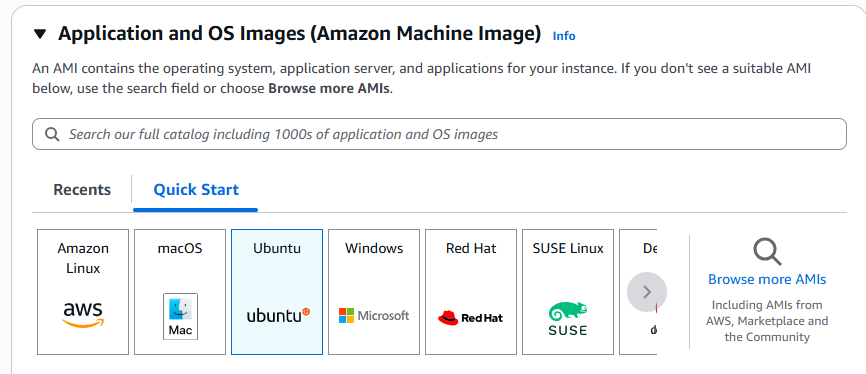 Application and OS Images (Amazon Machine Image) Info
An AMI contains the operating system, application server, and applications for your instance. If you don't see a suitable AMI
below, use the search field or choose Browse more AMIs.
Search our full catalog including 1000s of application and OS images
Recents
Quick Start
Amazon
Linux
aws
macOS
Mac
Ubuntu
ubuntu
Windows
Microsoft
Red Hat
Red Hat
SUSE Linux
SUSE
Browse more AMIs
Including AMIs from
AWS, Marketplace and
the Community